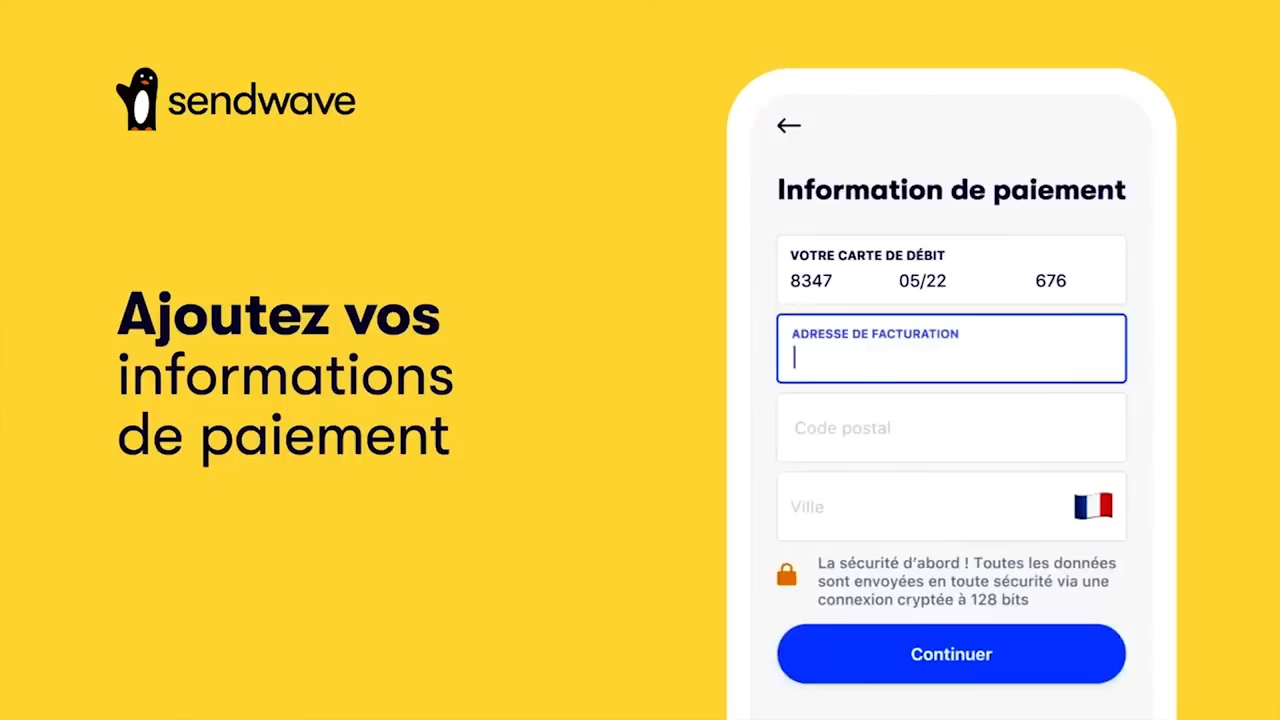 sendwave
Ajoutez vos
informations
de paiement
Information de paiement
VOTRE CARTE DE DÉBIT
8347 05/22 676
ADRESSE DE FACTURATION
Code postal
Ville
La sécurité d'abord ! Toutes les données
sont envoyées en toute sécurité via une
connexion cryptée à 128 bits
Continuer